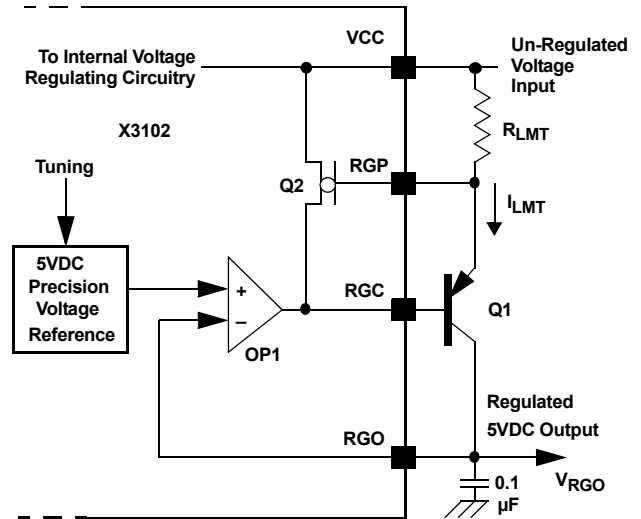 VCC
To Internal Voltage
Regulating Circuitry
Un-Regulated
Voltage
Input
X3102
RLMT
Tuning
RGP
Q2
ILMT
5VDC
Precision
Voltage
Reference
+
–
OP1
RGC
Q1
Regulated
5VDC Output
RGO
VRGO
0.1
µF